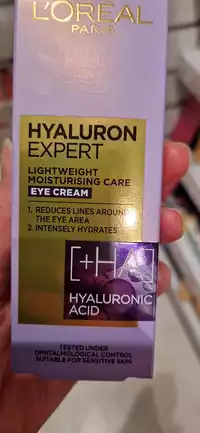 L'ORÉAL
PARIS
HYALURON
EXPERT
LIGHTWEIGHT
MOISTURISING CARE
EYE CREAM
1. REDUCES LINES AROUND
THE EYE AREA
2. INTENSELY HYDRATES
[+HA]
HYALURONIC
ACID
TESTED UNDER
OPHTALMOLOGICAL CONTROL
SUITABLE FOR SENSITIVE SKIN